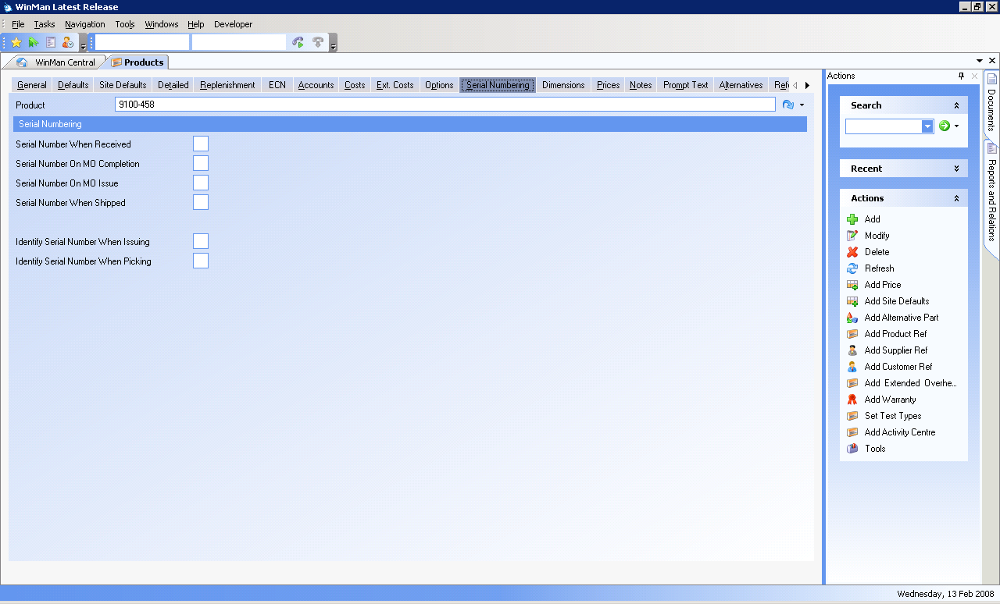 WinMan Latest Release
File Tasks Navigation Tools Windows Help Developer
WinMan Central Products
General Defaults Site Defaults Detailed Replenishment ECN Accounts Costs Ext. Costs Options Serial Numbering Dimensions Prices Notes Prompt Text Alternatives
Product 9100-458
Serial Numbering
Serial Number When Received
Serial Number On MO Completion
Serial Number On MO Issue
Serial Number When Shipped
Identify Serial Number When Issuing
Identify Serial Number When Picking
Actions
Search
Recent
Actions
Add
Modify
Delete
Refresh
Add Price
Add Site Defaults
Add Alternative Part
Add Product Ref
Add Supplier Ref
Add Customer Ref
Add Extended Overhe...
Add Warranty
Set Test Types
Add Activity Centre
Tools
Documents
Reports and Relations
Wednesday, 13 Feb 2008